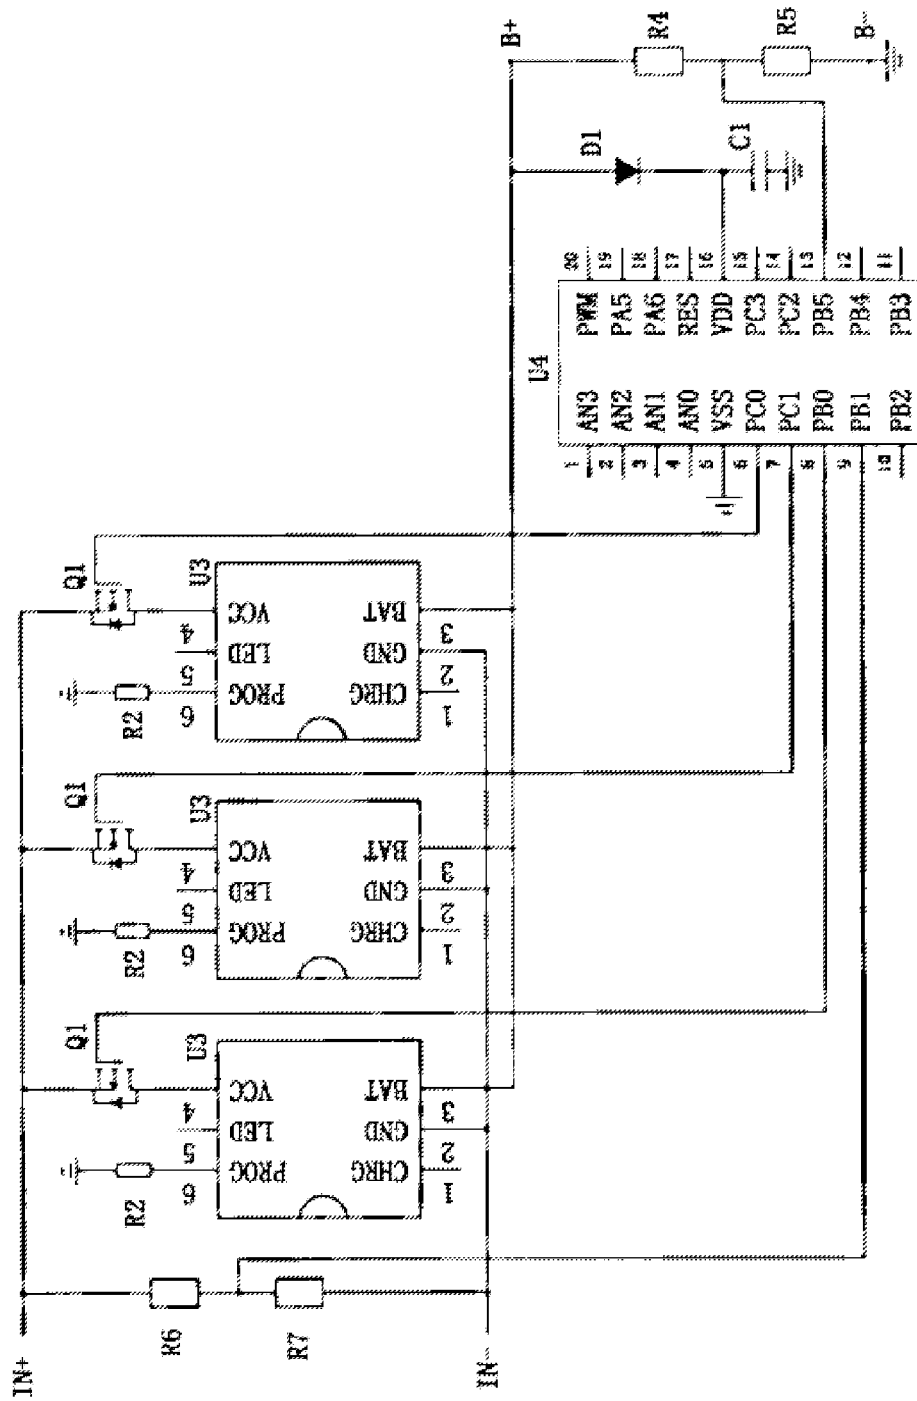 IN+
IN-
R6
R7
R2
Q1
U3
6 PROG
5 LED
4 VCC
1 CHRG
2 GND
3 BAT
R2
Q1
U3
6 PROG
5 LED
4 VCC
1 CHRG
2 GND
3 BAT
R2
Q1
U3
6 PROG
5 LED
4 VCC
1 CHRG
2 GND
3 BAT
B+
R4
R5
B-
D1
C1
U4
1 AN3 PWM 20
2 AN2 PA5 19
3 AN1 PA6 18
4 AN0 RES 17
5 VSS VDD 16
6 PC0 PC3 15
7 PC1 PC2 14
8 PB0 PB5 13
9 PB1 PB4 12
10 PB2 PB3 11